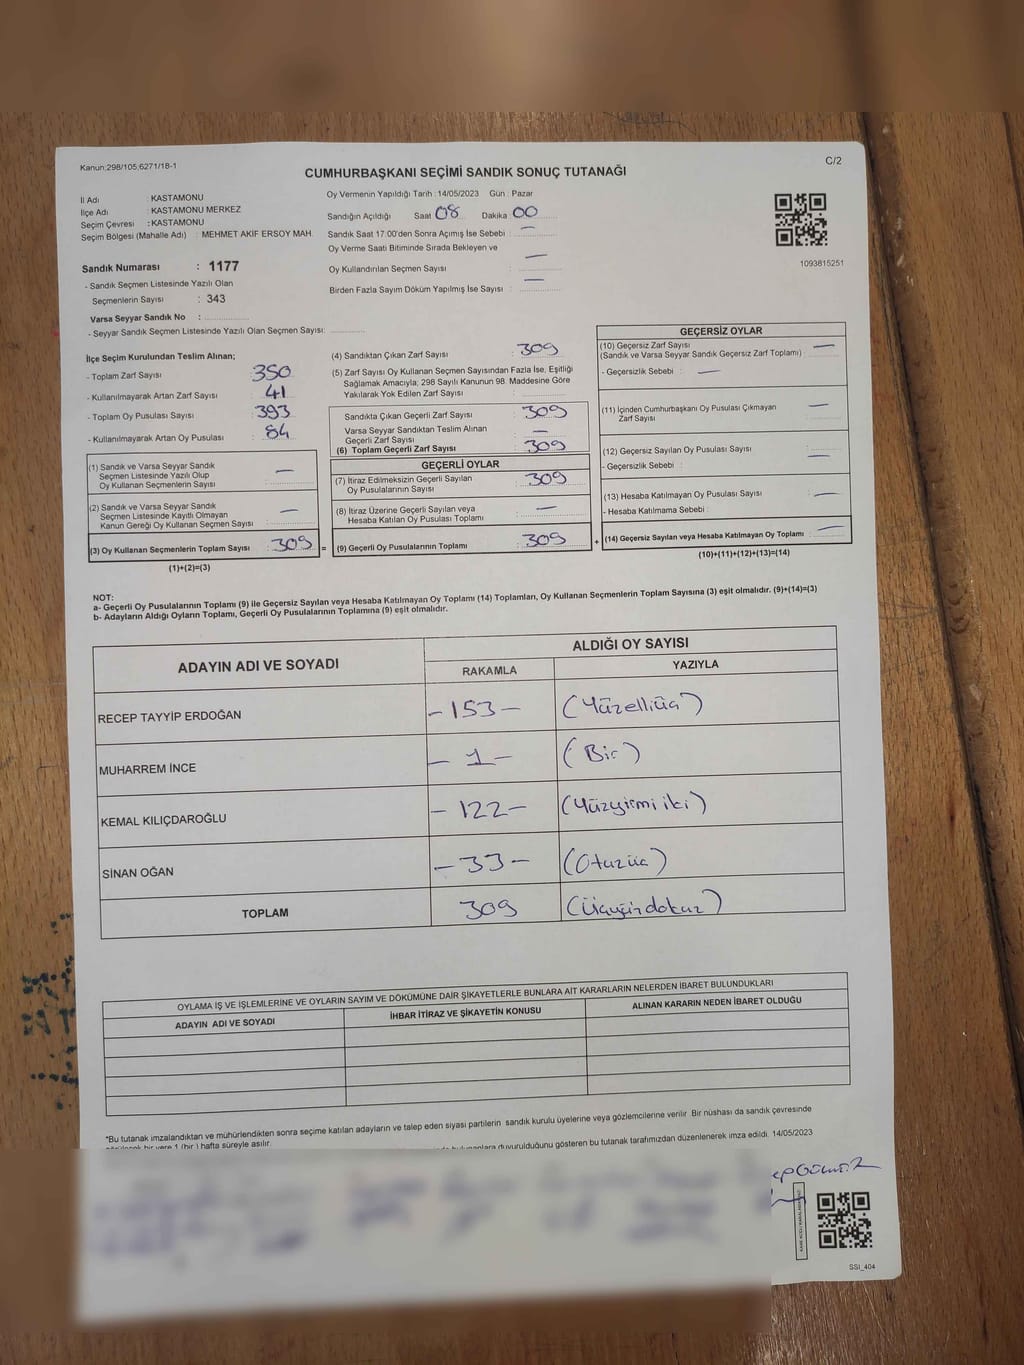 Kanun;298/105;6271/18-1
C/2
CUMHURBAŞKANI SEÇİMİ SANDIK SONUÇ TUTANAĞI
İl Adı : KASTAMONU
İlçe Adı : KASTAMONU MERKEZ
Seçim Çevresi : KASTAMONU
Seçim Bölgesi (Mahalle Adı) : MEHMET AKİF ERSOY MAH.
Oy Vermenin Yapıldığı Tarih : 14/05/2023 Gün : Pazar
Sandığın Açıldığı Saat 08 Dakika 00
Sandık Saat 17.00'den Sonra Açımış İse Sebebi : —
Oy Verme Saati Bitiminde Sırada Bekleyen ve
Oy Kullandırılan Seçmen Sayısı : —
Birden Fazla Sayım Döküm Yapılmış İse Sayısı : —
1093815251
Sandık Numarası : 1177
- Sandık Seçmen Listesinde Yazılı Olan
Seçmenlerin Sayısı : 343
Varsa Seyyar Sandık No :
- Seyyar Sandık Seçmen Listesinde Yazılı Olan Seçmen Sayısı:
İlçe Seçim Kurulundan Teslim Alınan;
- Toplam Zarf Sayısı : 350
- Kullanılmayarak Artan Zarf Sayısı : 41
- Toplam Oy Pusulası Sayısı : 393
- Kullanılmayarak Artan Oy Pusulası : 84
(1) Sandık ve Varsa Seyyar Sandık
Seçmen Listesinde Yazılı Olup
Oy Kullanan Seçmenlerin Sayısı : —
(2) Sandık ve Varsa Seyyar Sandık
Seçmen Listesinde Kayıtlı Olmayan
Kanun Gereği Oy Kullanan Seçmen Sayısı : —
(3) Oy Kullanan Seçmenlerin Toplam Sayısı : 309 =
(1)+(2)=(3)
(4) Sandıktan Çıkan Zarf Sayısı : 309
(5) Zarf Sayısı Oy Kullanan Seçmen Sayısından Fazla İse, Eşitliği
Sağlamak Amacıyla; 298 Sayılı Kanunun 98. Maddesine Göre
Yakılarak Yok Edilen Zarf Sayısı :
Sandıkta Çıkan Geçerli Zarf Sayısı : 309
Varsa Seyyar Sandıktan Teslim Alınan
Geçerli Zarf Sayısı : —
(6) Toplam Geçerli Zarf Sayısı : 309
GEÇERLİ OYLAR
(7) İtiraz Edilmeksizin Geçerli Sayılan
Oy Pusulalarının Sayısı : 309
(8) İtiraz Üzerine Geçerli Sayılan veya
Hesaba Katılan Oy Pusulası Toplamı : —
(9) Geçerli Oy Pusulalarının Toplamı : 309 +
GEÇERSİZ OYLAR
(10) Geçersiz Zarf Sayısı : —
(Sandık ve Varsa Seyyar Sandık Geçersiz Zarf Toplamı)
- Geçersizlik Sebebi : —
(11) İçinden Cumhurbaşkanı Oy Pusulası Çıkmayan
Zarf Sayısı : —
(12) Geçersiz Sayılan Oy Pusulası Sayısı : —
- Geçersizlik Sebebi :
(13) Hesaba Katılmayan Oy Pusulası Sayısı : —
- Hesaba Katılmama Sebebi :
(14) Geçersiz Sayılan veya Hesaba Katılmayan Oy Toplamı : —
(10)+(11)+(12)+(13)=(14)
NOT:
a- Geçerli Oy Pusulalarının Toplamı (9) ile Geçersiz Sayılan veya Hesaba Katılmayan Oy Toplamı (14) Toplamları, Oy Kullanan Seçmenlerin Toplam Sayısına (3) eşit olmalıdır. (9)+(14)=(3)
b- Adayların Aldığı Oyların Toplamı, Geçerli Oy Pusulalarının Toplamına (9) eşit olmalıdır.
ADAYIN ADI VE SOYADI
ALDIĞI OY SAYISI
RAKAMLA YAZIYLA
RECEP TAYYİP ERDOĞAN -153- (Yüzelliüç)
MUHARREM İNCE -1- (Bir)
KEMAL KILIÇDAROĞLU -122- (Yüzyirmi iki)
SİNAN OĞAN -33- (Otuzüç)
TOPLAM 309 (Üçyüzdokuz)
OYLAMA İŞ VE İŞLEMLERİNE VE OYLARIN SAYIM VE DÖKÜMÜNE DAİR ŞİKAYETLERLE BUNLARA AİT KARARLARIN NELERDEN İBARET BULUNDUKLARI
ADAYIN ADI VE SOYADI İHBAR İTİRAZ VE ŞİKAYETİN KONUSU ALINAN KARARIN NEDEN İBARET OLDUĞU
*Bu tutanak imzalandıktan ve mühürlendikten sonra seçime katılan adayların ve talep eden siyasi partilerin sandık kurulu üyelerine veya gözlemcilerine verilir. Bir nüshası da sandık çevresinde
bir yere 1 (bir) hafta süreyle asılır.
duyurulduğunu gösteren bu tutanak tarafımızdan düzenlenerek imza edildi. 14/05/2023
SSI_404